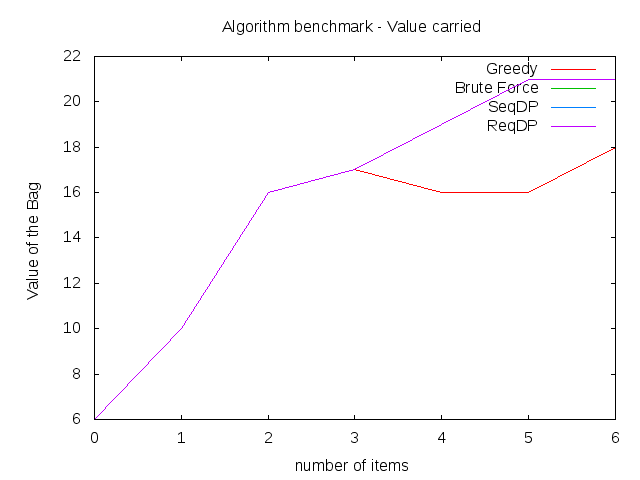 Algorithm benchmark - Value carried
Value of the Bag
22
20
18
16
14
12
10
8
6
Greedy
Brute Force
SeqDP
ReqDP
0 1 2 3 4 5 6
number of items